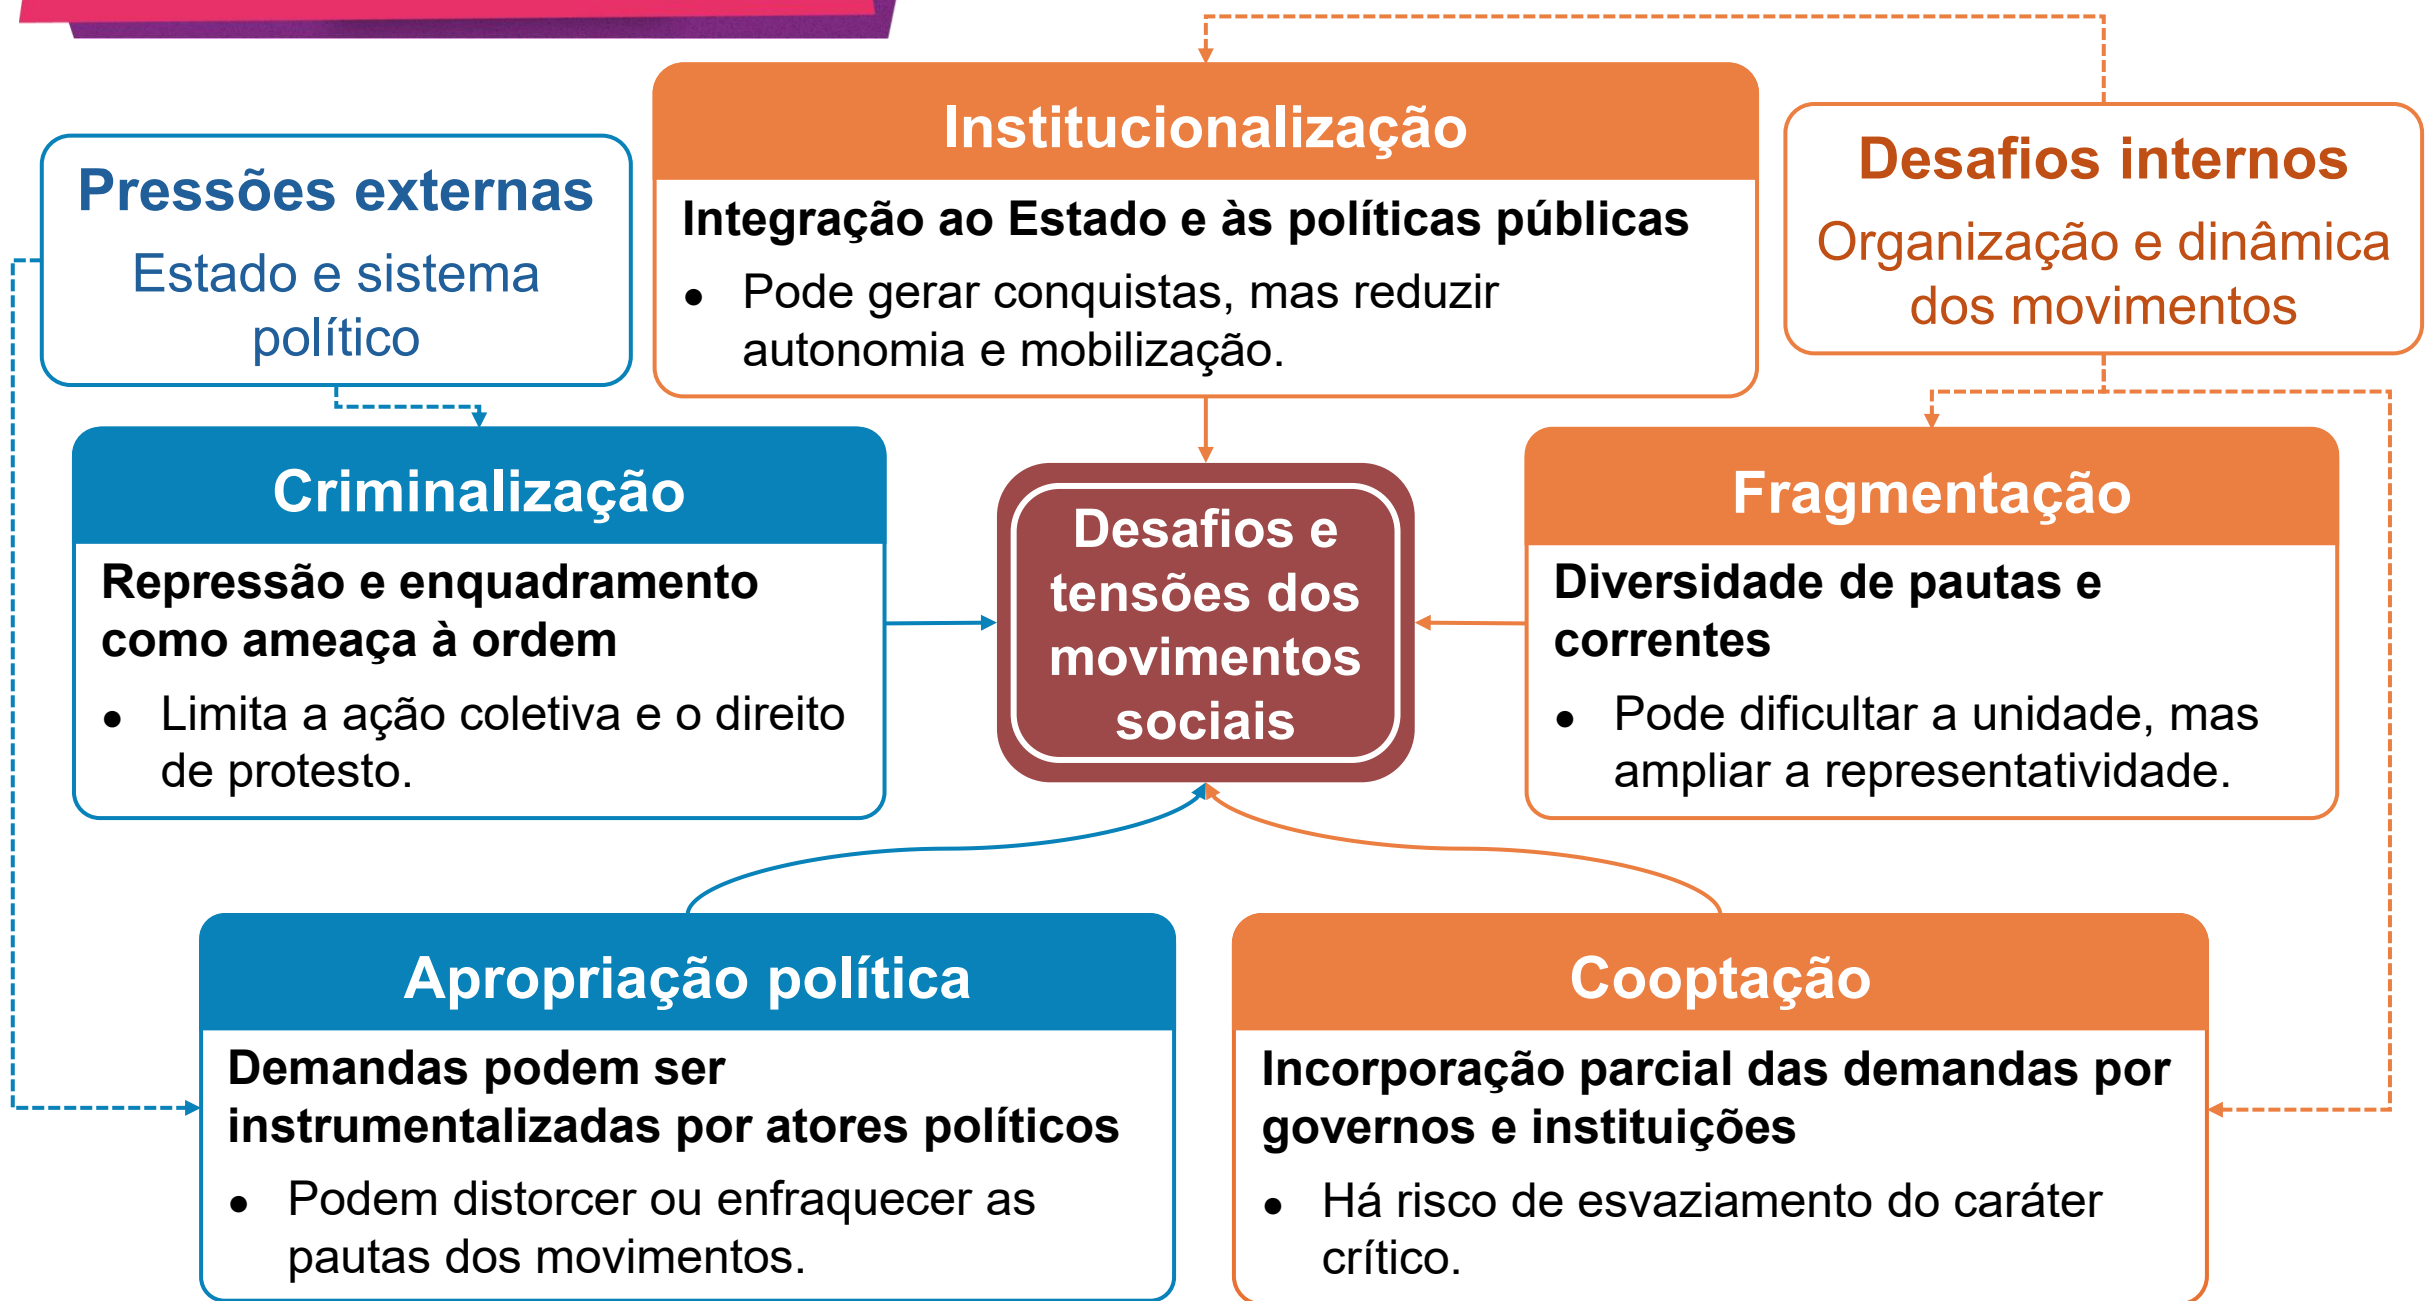 Pressões externas
Estado e sistema
político
Institucionalização
Integração ao Estado e às políticas públicas
● Pode gerar conquistas, mas reduzir
autonomia e mobilização.
Desafios internos
Organização e dinâmica
dos movimentos
Criminalização
Repressão e enquadramento
como ameaça à ordem
● Limita a ação coletiva e o direito
de protesto.
Desafios e
tensões dos
movimentos
sociais
Fragmentação
Diversidade de pautas e
correntes
● Pode dificultar a unidade, mas
ampliar a representatividade.
Apropriação política
Demandas podem ser
instrumentalizadas por atores políticos
● Podem distorcer ou enfraquecer as
pautas dos movimentos.
Cooptação
Incorporação parcial das demandas por
governos e instituições
● Há risco de esvaziamento do caráter
crítico.